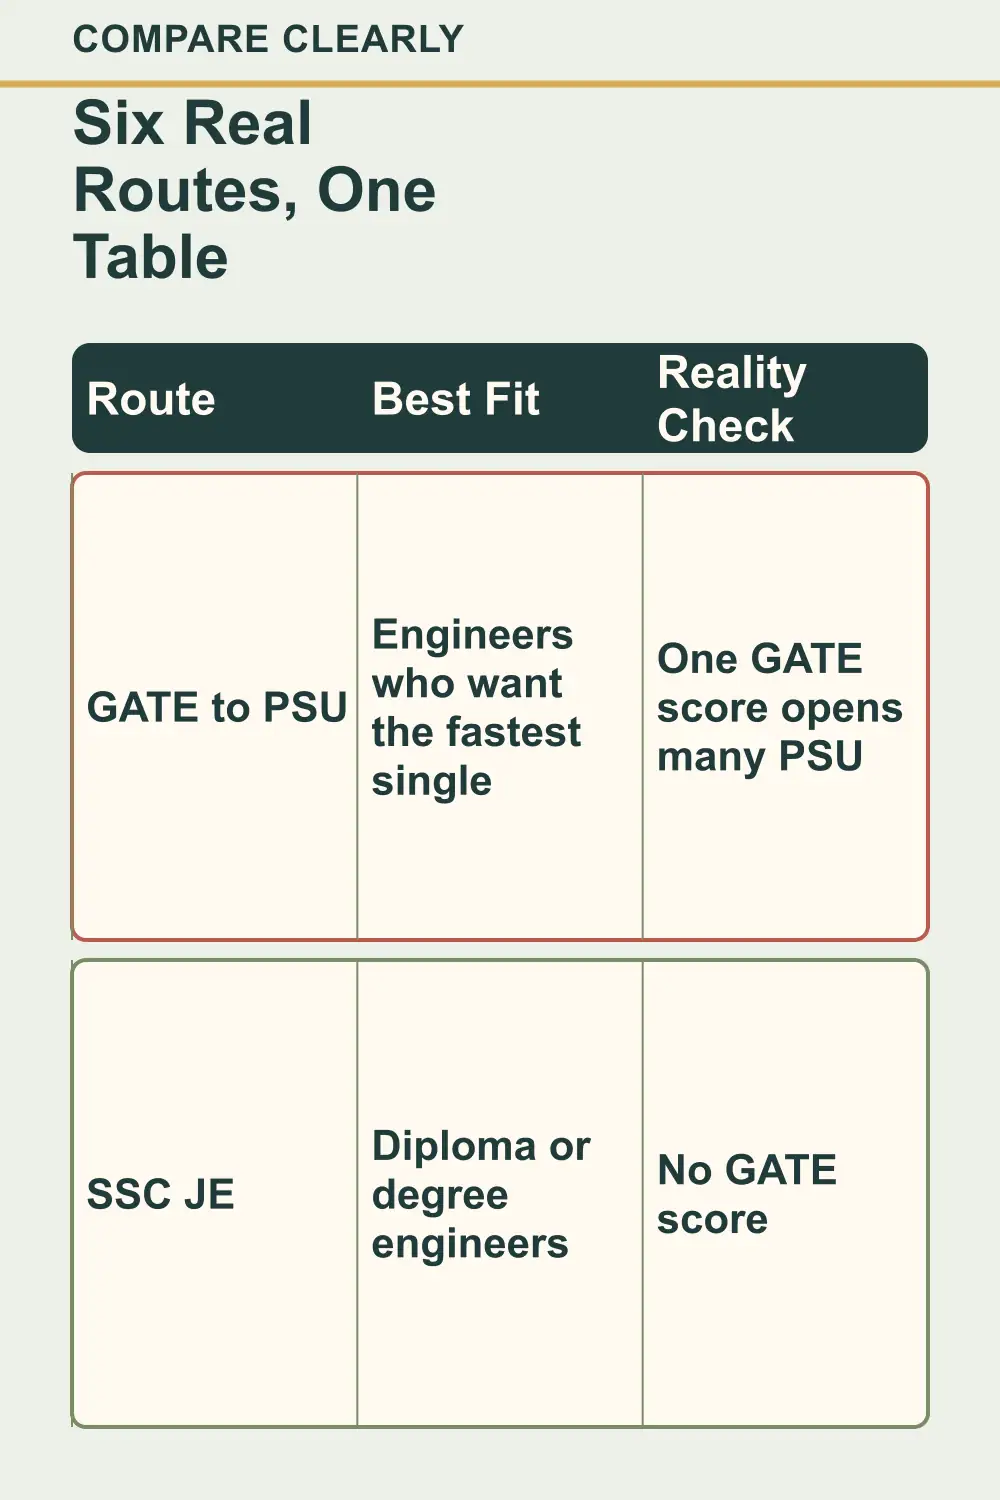 COMPARE CLEARLY
Six Real
Routes, One
Table
Route
Best Fit
Reality
Check
GATE to PSU
Engineers
who want
the fastest
single
One GATE
score opens
many PSU
SSC JE
Diploma or
degree
engineers
No GATE
score